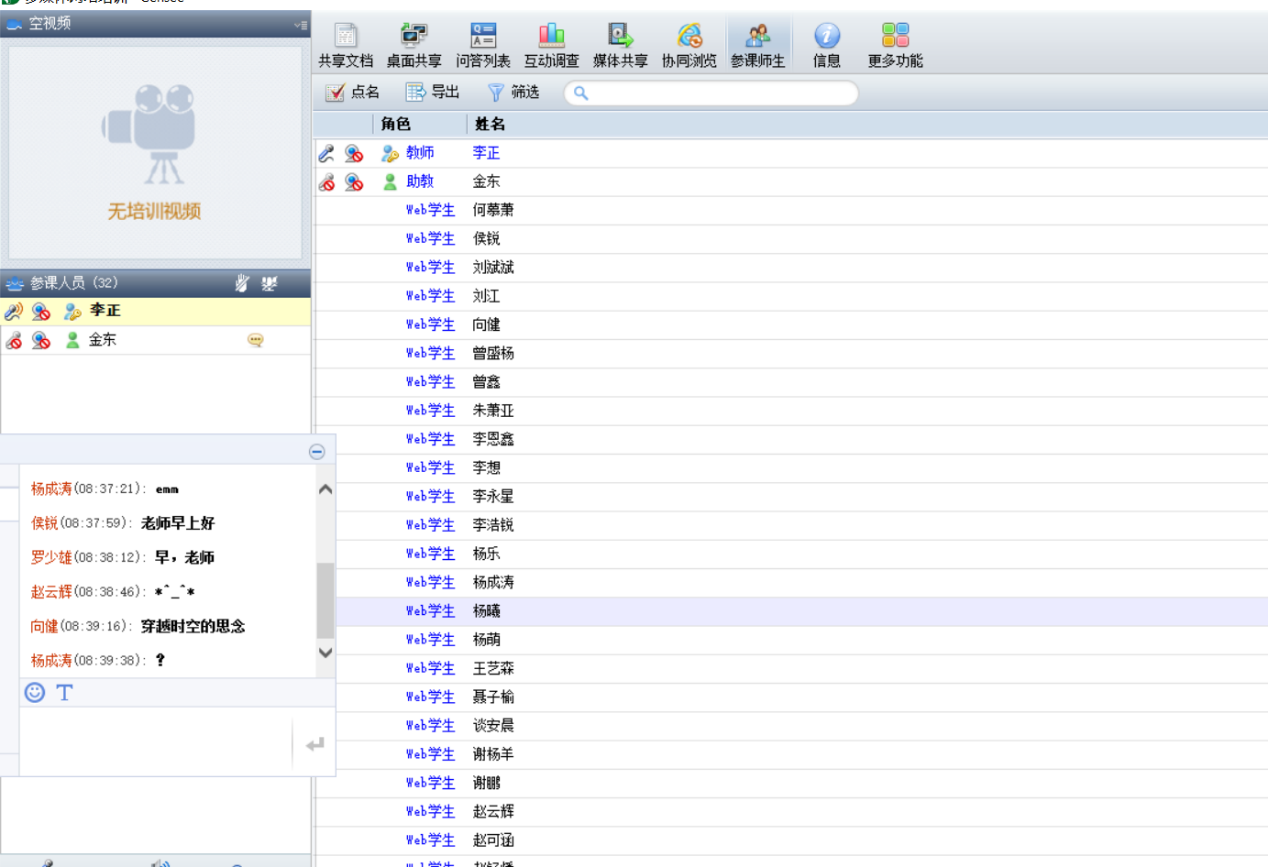 空视频
无培训视频
参课人员 (32)
李正
金东
杨成涛(08:37:21): emm
侯锐(08:37:59): 老师早上好
罗少雄(08:38:12): 早，老师
赵云辉(08:38:46): *^_^*
向健(08:39:16): 穿越时空的思念
杨成涛(08:39:38): ?
T
共享文档 桌面共享 问答列表 互动调查 媒体共享 协同浏览 参课师生 信息 更多功能
点名 导出 筛选
角色 姓名
教师 李正
助教 金东
Web学生 何慕萧
Web学生 侯锐
Web学生 刘斌斌
Web学生 刘江
Web学生 向健
Web学生 曾盛杨
Web学生 曾鑫
Web学生 朱萧亚
Web学生 李恩鑫
Web学生 李想
Web学生 李永星
Web学生 李浩锐
Web学生 杨乐
Web学生 杨成涛
Web学生 杨曦
Web学生 杨萌
Web学生 王艺森
Web学生 聂子榆
Web学生 谈安晨
Web学生 谢杨羊
Web学生 谢鹏
Web学生 赵云辉
Web学生 赵可涵